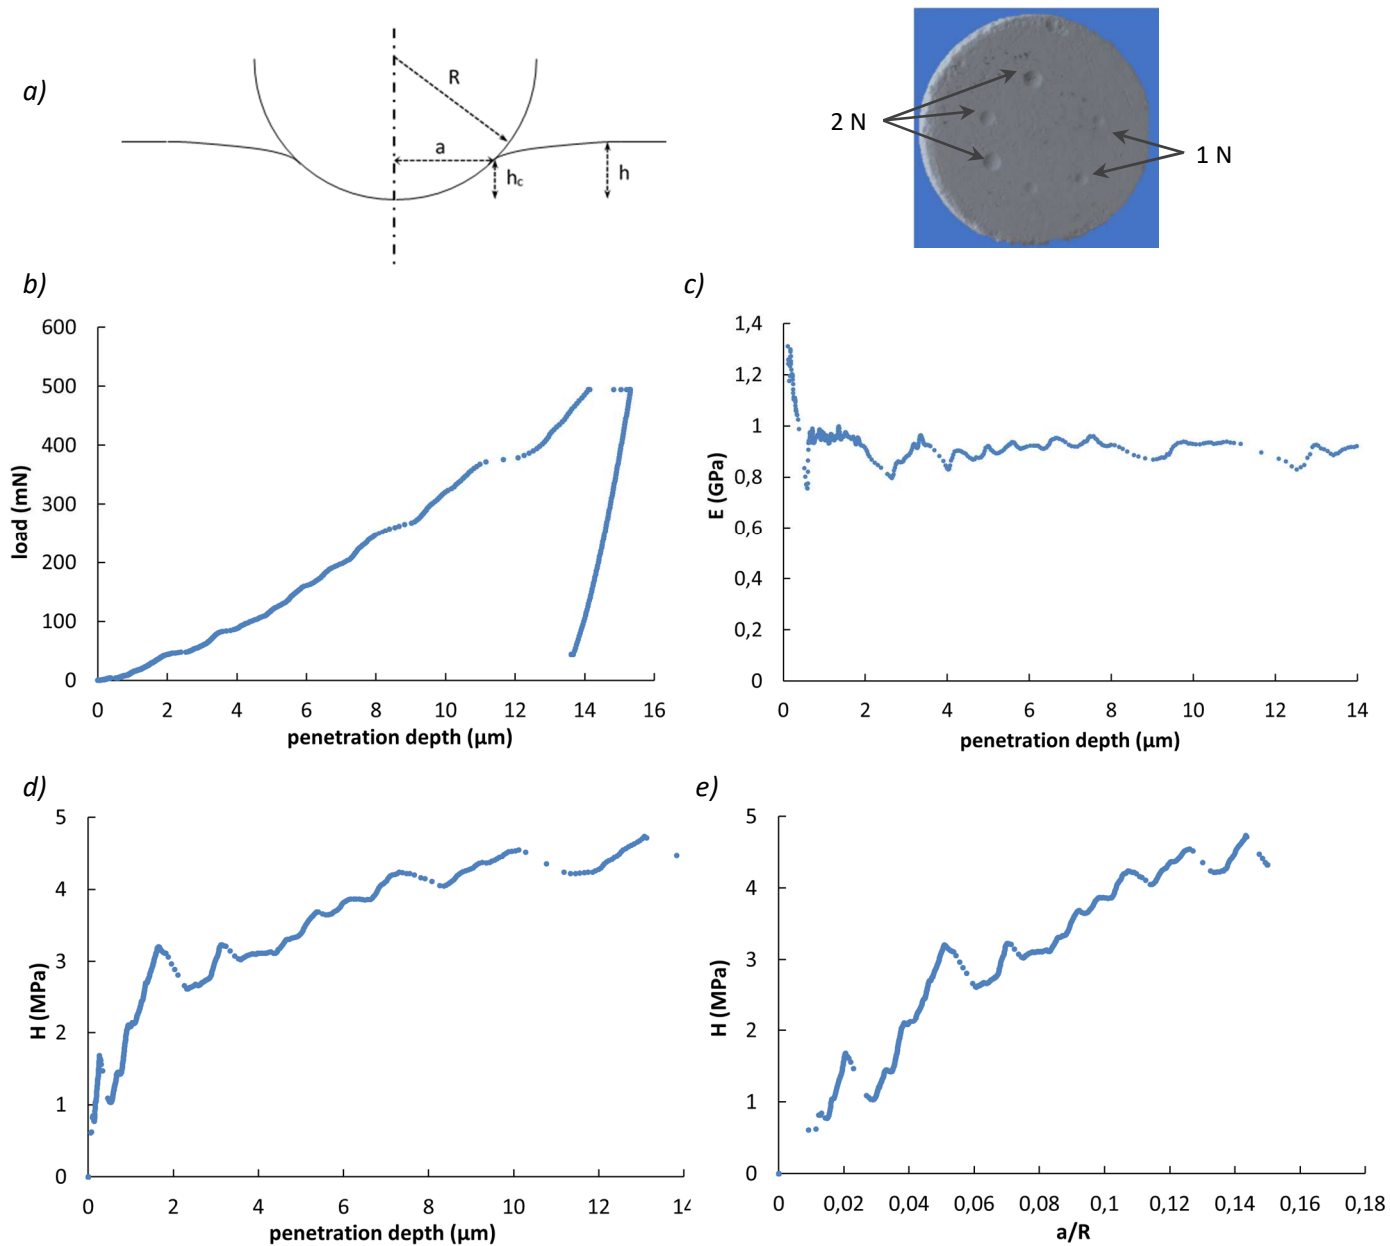 a)
R
a
h꜀
h
2 N
1 N
b)
600
500
400
300
200
100
0
load (mN)
0 2 4 6 8 10 12 14 16
penetration depth (µm)
c)
1,4
1,2
1
0,8
0,6
0,4
0,2
0
E (GPa)
0 2 4 6 8 10 12 14
penetration depth (µm)
d)
5
4
3
2
1
0
H (MPa)
0 2 4 6 8 10 12 14
penetration depth (µm)
e)
5
4
3
2
1
0
H (MPa)
0 0,02 0,04 0,06 0,08 0,1 0,12 0,14 0,16 0,18
a/R